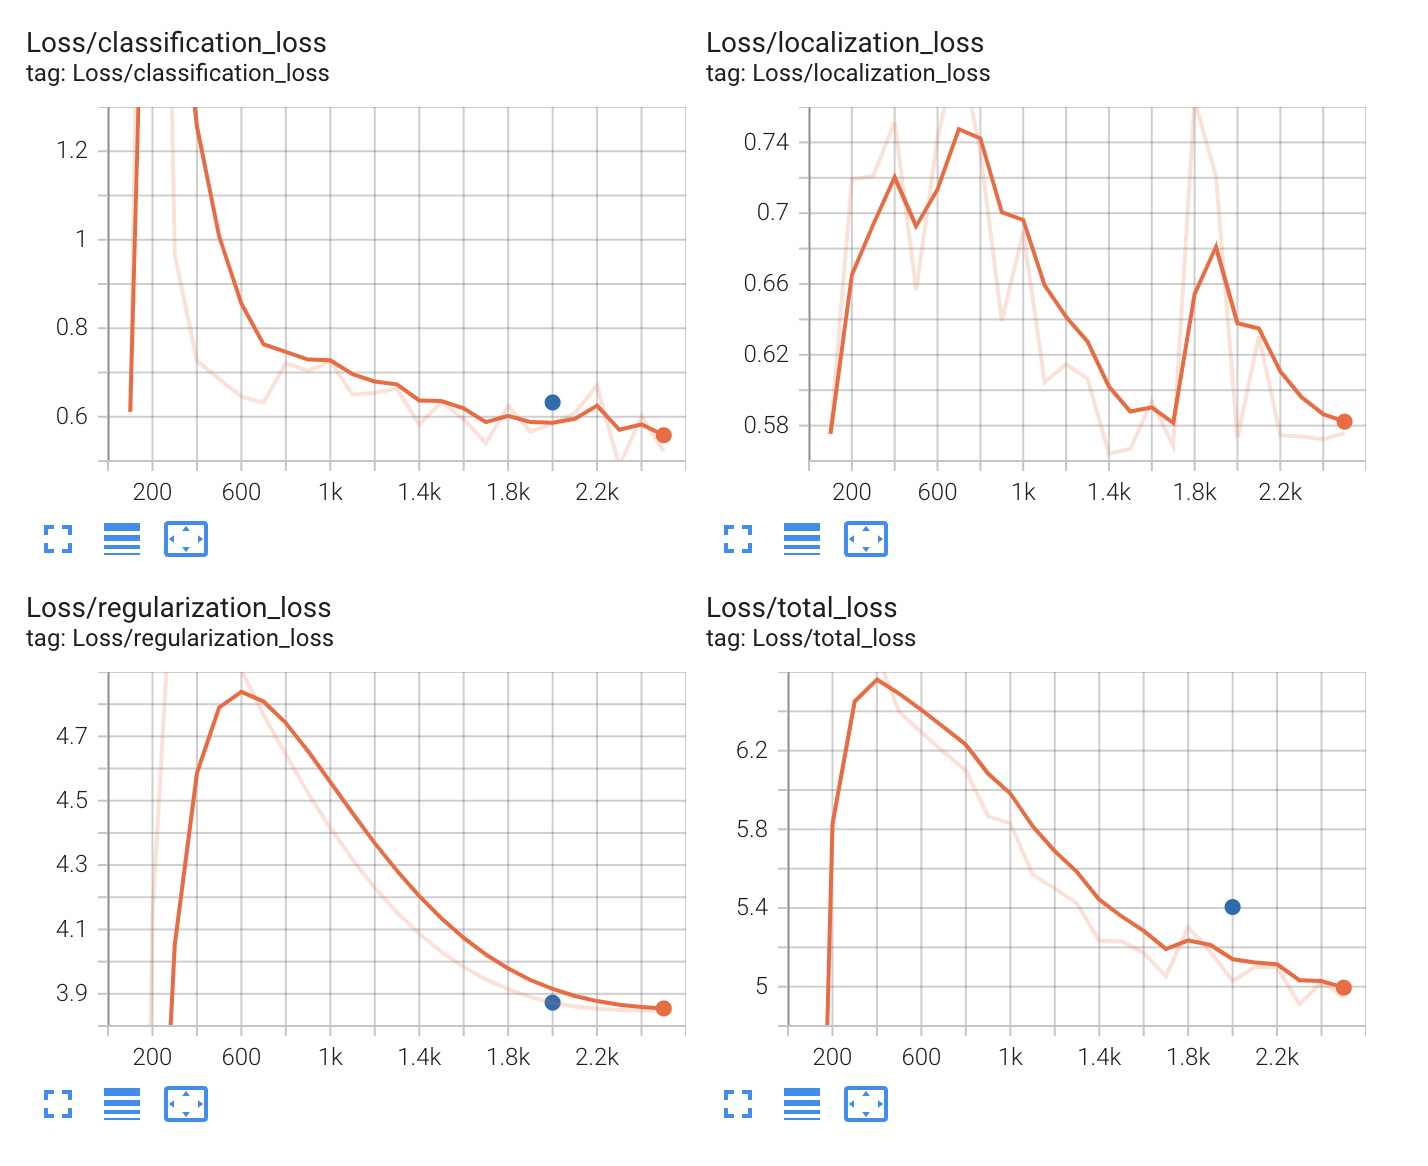 Loss/classification_loss
tag: Loss/classification_loss
1.2
1
0.8
0.6
200 600 1k 1.4k 1.8k 2.2k
Loss/localization_loss
tag: Loss/localization_loss
0.74
0.7
0.66
0.62
0.58
200 600 1k 1.4k 1.8k 2.2k
Loss/regularization_loss
tag: Loss/regularization_loss
4.7
4.5
4.3
4.1
3.9
200 600 1k 1.4k 1.8k 2.2k
Loss/total_loss
tag: Loss/total_loss
6.2
5.8
5.4
5
200 600 1k 1.4k 1.8k 2.2k